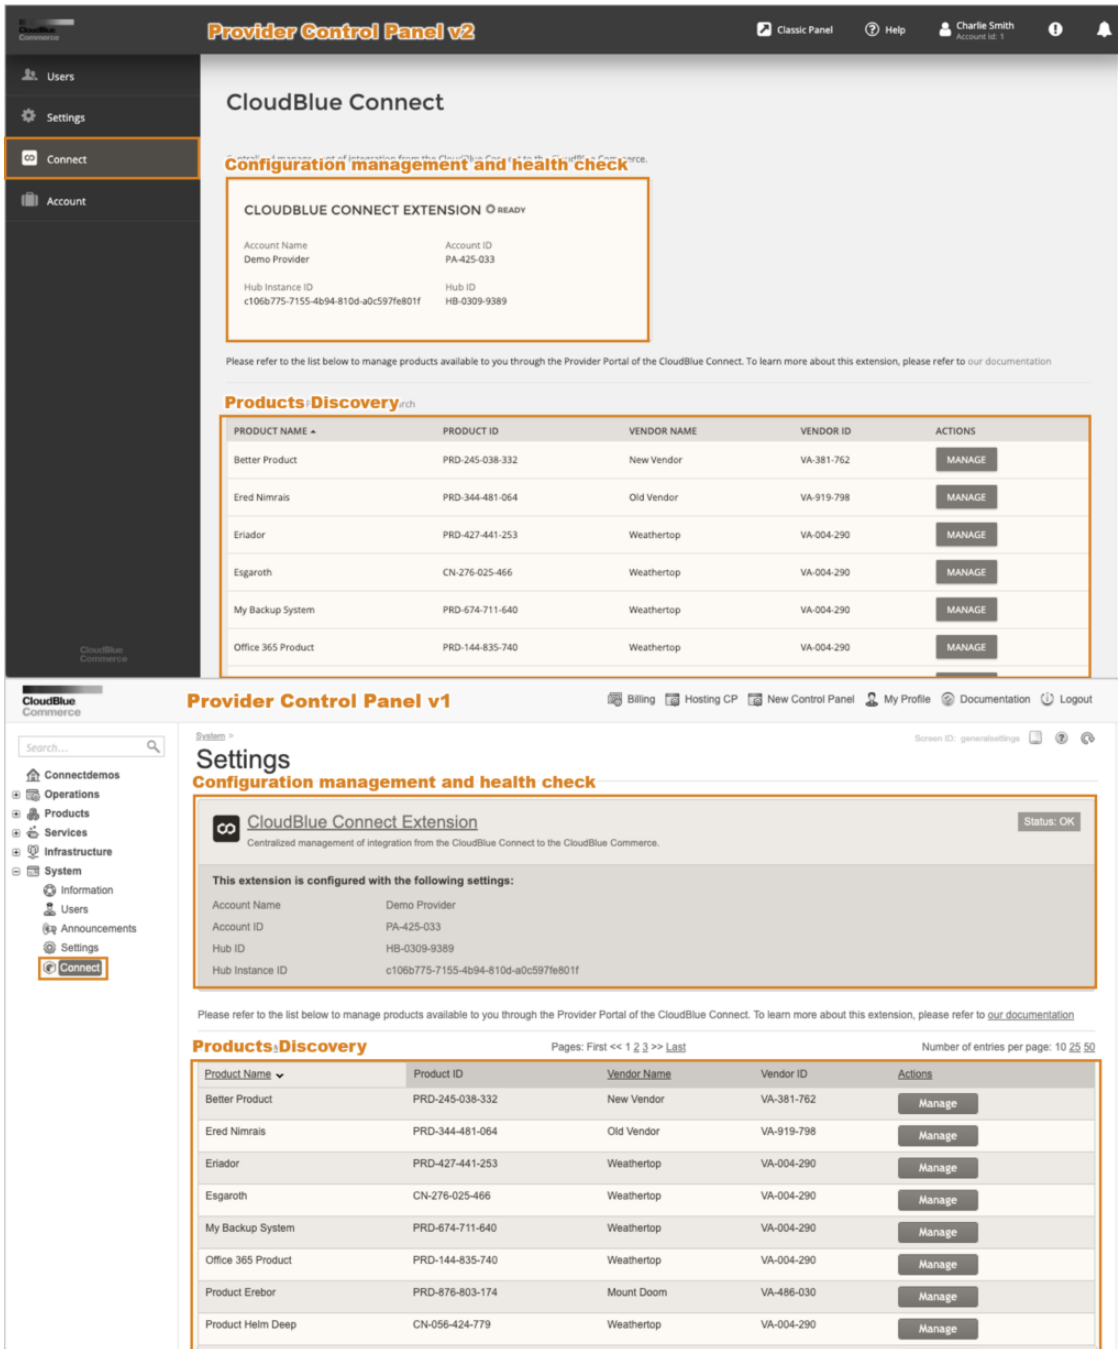 CloudBlue
Commerce
Provider Control Panel v2
Classic Panel
Help
Charlie Smith
Account Id: 1
Users
Settings
Connect
Account
CloudBlue
Commerce
CloudBlue Connect
Configuration management and health check
CLOUDBLUE CONNECT EXTENSION READY
Account Name Account ID
Demo Provider PA-425-033
Hub Instance ID Hub ID
c106b775-7155-4b94-810d-a0c597fe801f HB-0309-9389
Please refer to the list below to manage products available to you through the Provider Portal of the CloudBlue Connect. To learn more about this extension, please refer to our documentation
Products Discovery
PRODUCT NAME PRODUCT ID VENDOR NAME VENDOR ID ACTIONS
Better Product PRD-245-038-332 New Vendor VA-381-762 MANAGE
Ered Nimrais PRD-344-481-064 Old Vendor VA-919-798 MANAGE
Eriador PRD-427-441-253 Weathertop VA-004-290 MANAGE
Esgaroth CN-276-025-466 Weathertop VA-004-290 MANAGE
My Backup System PRD-674-711-640 Weathertop VA-004-290 MANAGE
Office 365 Product PRD-144-835-740 Weathertop VA-004-290 MANAGE
CloudBlue
Commerce
Provider Control Panel v1
Billing Hosting CP New Control Panel My Profile Documentation Logout
Search...
Connectdemos
Operations
Products
Services
Infrastructure
System
Information
Users
Announcements
Settings
Connect
System >
Screen ID: generalsettings
Settings
Configuration management and health check
CloudBlue Connect Extension
Status: OK
Centralized management of integration from the CloudBlue Connect to the CloudBlue Commerce.
This extension is configured with the following settings:
Account Name Demo Provider
Account ID PA-425-033
Hub ID HB-0309-9389
Hub Instance ID c106b775-7155-4b94-810d-a0c597fe801f
Please refer to the list below to manage products available to you through the Provider Portal of the CloudBlue Connect. To learn more about this extension, please refer to our documentation
Products Discovery
Pages: First << 1 2 3 >> Last
Number of entries per page: 10 25 50
Product Name Product ID Vendor Name Vendor ID Actions
Better Product PRD-245-038-332 New Vendor VA-381-762 Manage
Ered Nimrais PRD-344-481-064 Old Vendor VA-919-798 Manage
Eriador PRD-427-441-253 Weathertop VA-004-290 Manage
Esgaroth CN-276-025-466 Weathertop VA-004-290 Manage
My Backup System PRD-674-711-640 Weathertop VA-004-290 Manage
Office 365 Product PRD-144-835-740 Weathertop VA-004-290 Manage
Product Erebor PRD-876-803-174 Mount Doom VA-486-030 Manage
Product Helm Deep CN-056-424-779 Weathertop VA-004-290 Manage